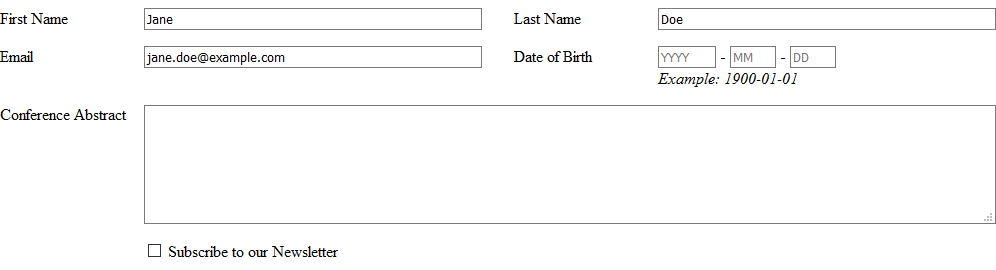 First Name Jane Last Name Doe
Email jane.doe@example.com Date of Birth YYYY - MM - DD
Example: 1900-01-01
Conference Abstract
Subscribe to our Newsletter